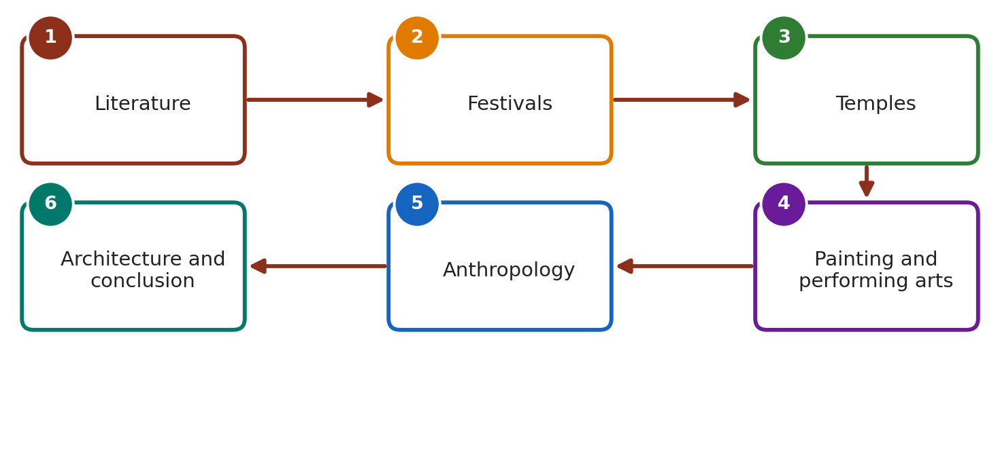 1
Literature
2
Festivals
3
Temples
4
Painting and
performing arts
5
Anthropology
6
Architecture and
conclusion